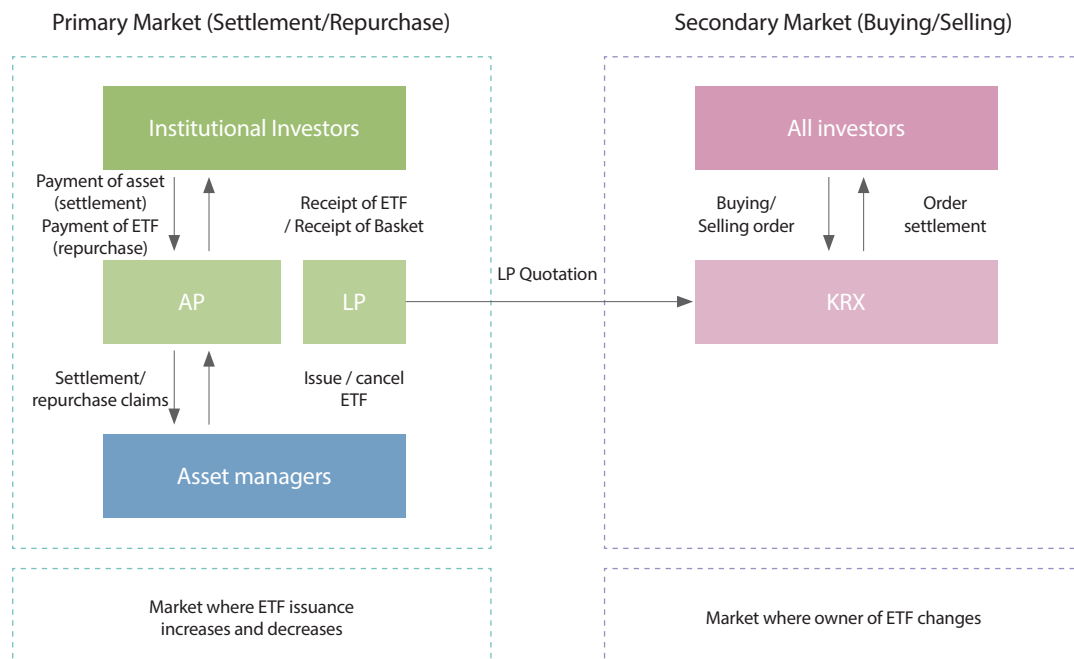 Primary Market (Settlement/Repurchase)
Institutional Investors
Payment of asset
(settlement)
Payment of ETF
(repurchase)
Receipt of ETF
/ Receipt of Basket
AP
LP
Settlement/
repurchase claims
Issue / cancel
ETF
Asset managers
Market where ETF issuance
increases and decreases
LP Quotation
Secondary Market (Buying/Selling)
All investors
Buying/
Selling order
Order
settlement
KRX
Market where owner of ETF changes